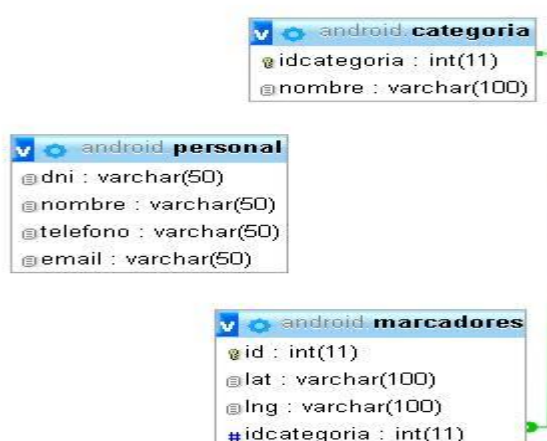 v android.categoria
idcategoria : int(11)
nombre : varchar(100)
v android.personal
dni : varchar(50)
nombre : varchar(50)
telefono : varchar(50)
email : varchar(50)
v android.marcadores
id : int(11)
lat : varchar(100)
lng : varchar(100)
# idcategoria : int(11)